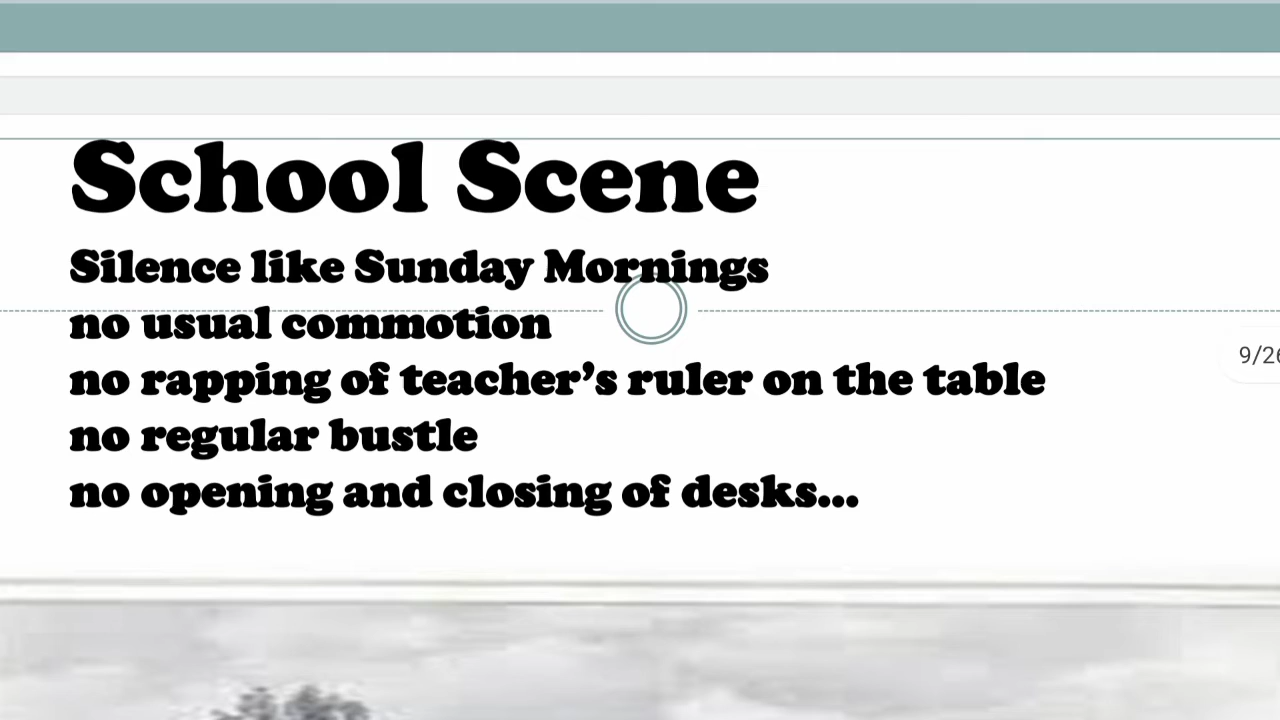 School Scene
Silence like Sunday Mornings
no usual commotion
no rapping of teacher’s ruler on the table
no regular bustle
no opening and closing of desks...